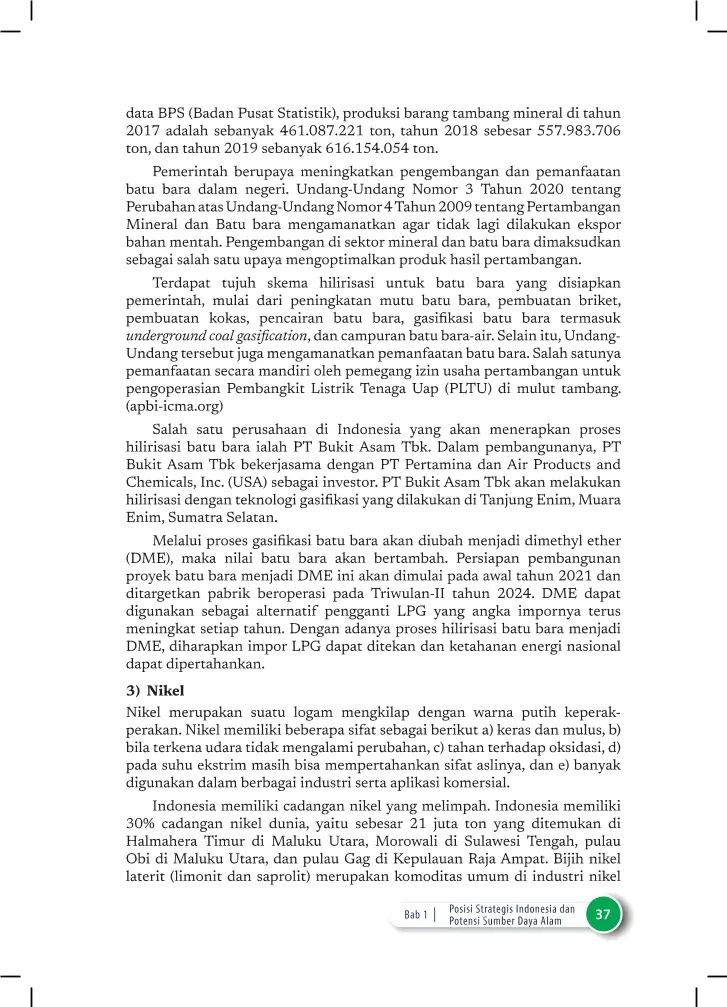 data BPS (Badan Pusat Statistik), produksi barang tambang mineral di tahun
2017 adalah sebanyak 461.087.221 ton, tahun 2018 sebesar 557.983.706
ton, dan tahun 2019 sebanyak 616.154.054 ton.
Pemerintah berupaya meningkatkan pengembangan dan pemanfaatan
batu bara dalam negeri. Undang-Undang Nomor 3 Tahun 2020 tentang
Perubahan atas Undang-Undang Nomor 4 Tahun 2009 tentang Pertambangan
Mineral dan Batu bara mengamanatkan agar tidak lagi dilakukan ekspor
bahan mentah. Pengembangan di sektor mineral dan batu bara dimaksudkan
sebagai salah satu upaya mengoptimalkan produk hasil pertambangan.
Terdapat tujuh skema hilirisasi untuk batu bara yang disiapkan
pemerintah, mulai dari peningkatan mutu batu bara, pembuatan briket,
pembuatan kokas, pencairan batu bara, gasifikasi batu bara termasuk
underground coal gasification, dan campuran batu bara-air. Selain itu, Undang-
Undang tersebut juga mengamanatkan pemanfaatan batu bara. Salah satunya
pemanfaatan secara mandiri oleh pemegang izin usaha pertambangan untuk
pengoperasian Pembangkit Listrik Tenaga Uap (PLTU) di mulut tambang.
(apbi-icma.org)
Salah satu perusahaan di Indonesia yang akan menerapkan proses
hilirisasi batu bara ialah PT Bukit Asam Tbk. Dalam pembangunanya, PT
Bukit Asam Tbk bekerjasama dengan PT Pertamina dan Air Products and
Chemicals, Inc. (USA) sebagai investor. PT Bukit Asam Tbk akan melakukan
hilirisasi dengan teknologi gasifikasi yang dilakukan di Tanjung Enim, Muara
Enim, Sumatra Selatan.
Melalui proses gasifikasi batu bara akan diubah menjadi dimethyl ether
(DME), maka nilai batu bara akan bertambah. Persiapan pembangunan
proyek batu bara menjadi DME ini akan dimulai pada awal tahun 2021 dan
ditargetkan pabrik beroperasi pada Triwulan-II tahun 2024. DME dapat
digunakan sebagai alternatif pengganti LPG yang angka impornya terus
meningkat setiap tahun. Dengan adanya proses hilirisasi batu bara menjadi
DME, diharapkan impor LPG dapat ditekan dan ketahanan energi nasional
dapat dipertahankan.
3) Nikel
Nikel merupakan suatu logam mengkilap dengan warna putih keperak-
perakan. Nikel memiliki beberapa sifat sebagai berikut a) keras dan mulus, b)
bila terkena udara tidak mengalami perubahan, c) tahan terhadap oksidasi, d)
pada suhu ekstrim masih bisa mempertahankan sifat aslinya, dan e) banyak
digunakan dalam berbagai industri serta aplikasi komersial.
Indonesia memiliki cadangan nikel yang melimpah. Indonesia memiliki
30% cadangan nikel dunia, yaitu sebesar 21 juta ton yang ditemukan di
Halmahera Timur di Maluku Utara, Morowali di Sulawesi Tengah, pulau
Obi di Maluku Utara, dan pulau Gag di Kepulauan Raja Ampat. Bijih nikel
laterit (limonit dan saprolit) merupakan komoditas umum di industri nikel
Bab 1 | Posisi Strategis Indonesia dan
Potensi Sumber Daya Alam
37